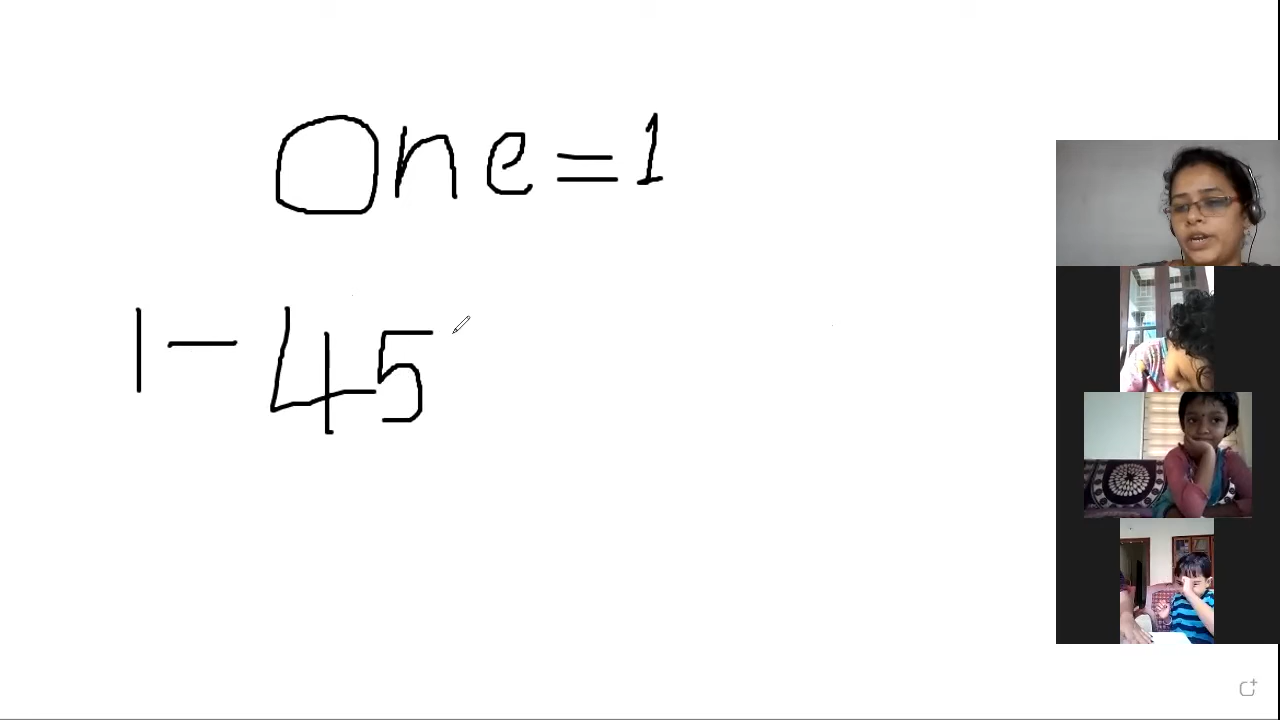 One = 1
1 - 45